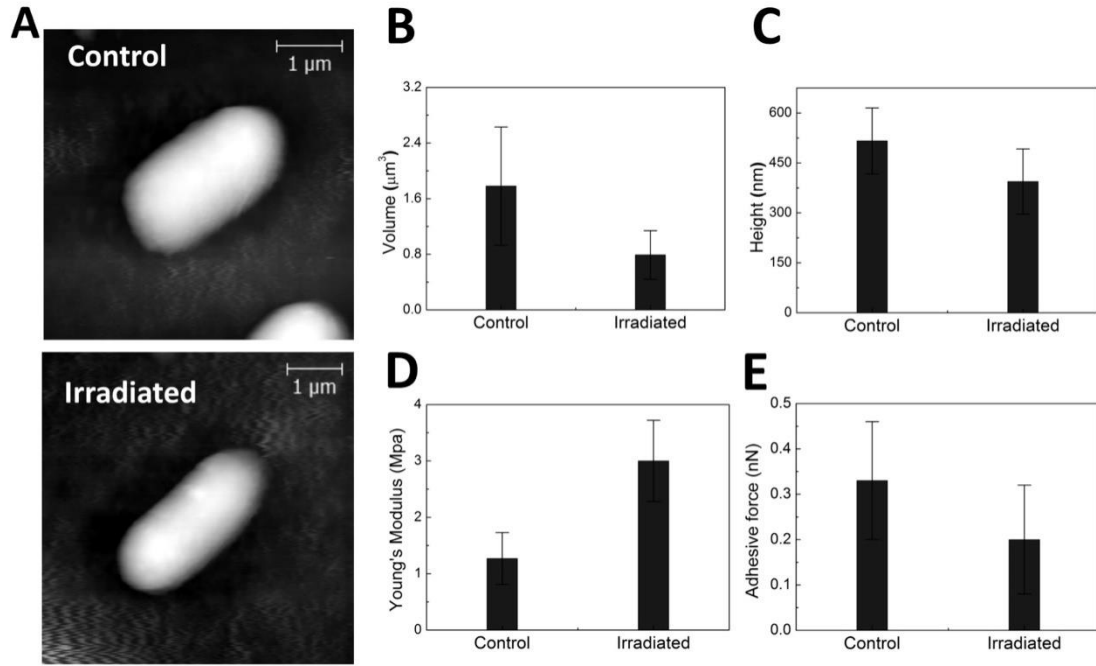 A
Control
1 μm
Irradiated
1 μm
B
3.2
2.4
1.6
0.8
0.0
Volume (μm³)
Control Irradiated
C
600
450
300
150
0
Height (nm)
Control Irradiated
D
4
3
2
1
0
Young's Modulus (Mpa)
Control Irradiated
E
0.5
0.4
0.3
0.2
0.1
0.0
Adhesive force (nN)
Control Irradiated